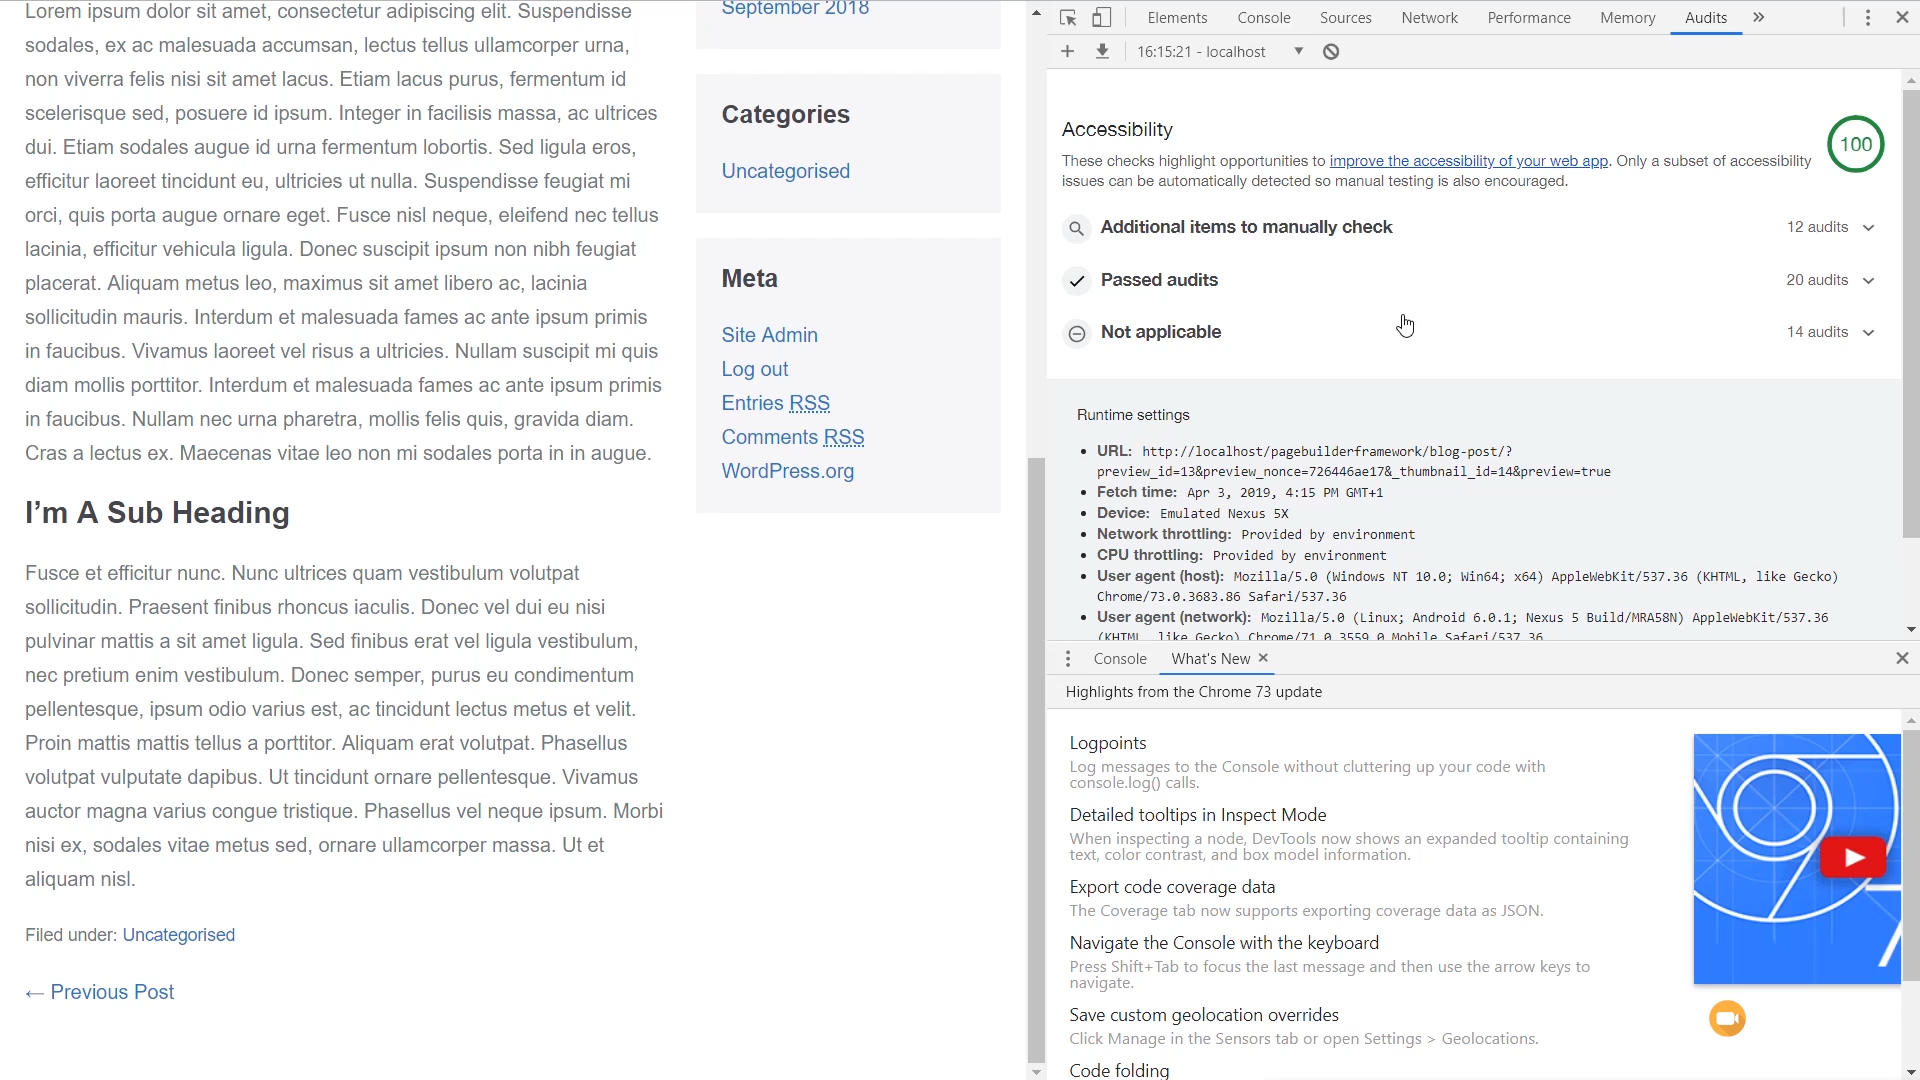 Lorem ipsum dolor sit amet, consectetur adipiscing elit. Suspendisse
sodales, ex ac malesuada accumsan, lectus tellus ullamcorper urna,
non viverra felis nisi sit amet lacus. Etiam lacus purus, fermentum id
scelerisque sed, posuere id ipsum. Integer in facilisis massa, ac ultrices
dui. Etiam sodales augue id urna fermentum lobortis. Sed ligula eros,
efficitur laoreet tincidunt eu, ultricies ut nulla. Suspendisse feugiat mi
orci, quis porta augue ornare eget. Fusce nisl neque, eleifend nec tellus
lacinia, efficitur vehicula ligula. Donec suscipit ipsum non nibh feugiat
placerat. Aliquam metus leo, maximus sit amet libero ac, lacinia
sollicitudin mauris. Interdum et malesuada fames ac ante ipsum primis
in faucibus. Vivamus laoreet vel risus a ultricies. Nullam suscipit mi quis
diam mollis porttitor. Interdum et malesuada fames ac ante ipsum primis
in faucibus. Nullam nec urna pharetra, mollis felis quis, gravida diam.
Cras a lectus ex. Maecenas vitae leo non mi sodales porta in in augue.
I’m A Sub Heading
Fusce et efficitur nunc. Nunc ultrices quam vestibulum volutpat
sollicitudin. Praesent finibus rhoncus iaculis. Donec vel dui eu nisi
pulvinar mattis a sit amet ligula. Sed finibus erat vel ligula vestibulum,
nec pretium enim vestibulum. Donec semper, purus eu condimentum
pellentesque, ipsum odio varius est, ac tincidunt lectus metus et velit.
Proin mattis mattis tellus a porttitor. Aliquam erat volutpat. Phasellus
volutpat vulputate dapibus. Ut tincidunt ornare pellentesque. Vivamus
auctor magna varius congue tristique. Phasellus vel neque ipsum. Morbi
nisi ex, sodales vitae metus sed, ornare ullamcorper massa. Ut et
aliquam nisl.
Filed under: Uncategorised
← Previous Post
September 2018
Categories
Uncategorised
Meta
Site Admin
Log out
Entries RSS
Comments RSS
WordPress.org
Elements Console Sources Network Performance Memory Audits »
16:15:21 - localhost
Accessibility
100
These checks highlight opportunities to improve the accessibility of your web app. Only a subset of accessibility
issues can be automatically detected so manual testing is also encouraged.
Additional items to manually check 12 audits
Passed audits 20 audits
Not applicable 14 audits
Runtime settings
• URL: http://localhost/pagebuilderframework/blog-post/?
preview_id=13&preview_nonce=726446ae17&_thumbnail_id=14&preview=true
• Fetch time: Apr 3, 2019, 4:15 PM GMT+1
• Device: Emulated Nexus 5X
• Network throttling: Provided by environment
• CPU throttling: Provided by environment
• User agent (host): Mozilla/5.0 (Windows NT 10.0; Win64; x64) AppleWebKit/537.36 (KHTML, like Gecko)
Chrome/73.0.3683.86 Safari/537.36
• User agent (network): Mozilla/5.0 (Linux; Android 6.0.1; Nexus 5 Build/MRA58N) AppleWebKit/537.36
(KHTML, like Gecko) Chrome/71.0.3559.0 Mobile Safari/537.36
Console What's New
Highlights from the Chrome 73 update
Logpoints
Log messages to the Console without cluttering up your code with
console.log() calls.
Detailed tooltips in Inspect Mode
When inspecting a node, DevTools now shows an expanded tooltip containing
text, color contrast, and box model information.
Export code coverage data
The Coverage tab now supports exporting coverage data as JSON.
Navigate the Console with the keyboard
Press Shift+Tab to focus the last message and then use the arrow keys to
navigate.
Save custom geolocation overrides
Click Manage in the Sensors tab or open Settings > Geolocations.
Code folding